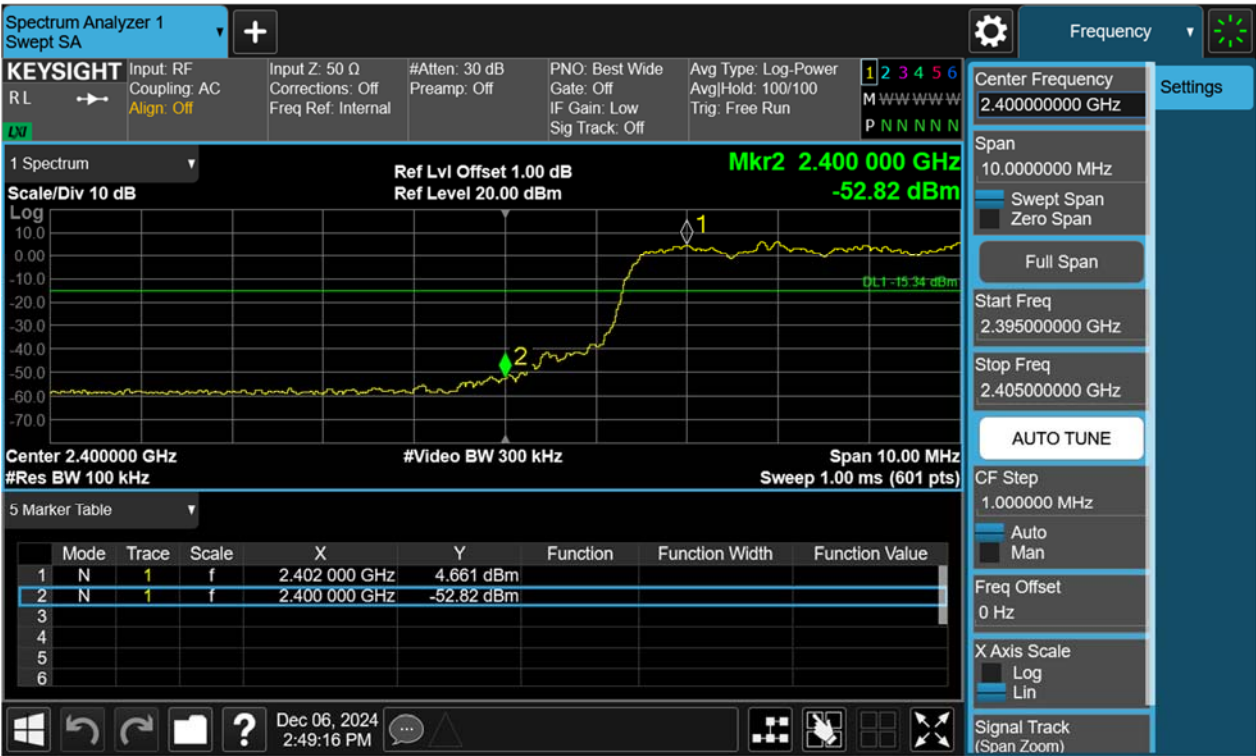 Spectrum Analyzer 1
Swept SA
Frequency
KEYSIGHT
RL
LXI
Input: RF
Coupling: AC
Align: Off
Input Z: 50 Ω
Corrections: Off
Freq Ref: Internal
#Atten: 30 dB
Preamp: Off
PNO: Best Wide
Gate: Off
IF Gain: Low
Sig Track: Off
Avg Type: Log-Power
Avg|Hold: 100/100
Trig: Free Run
1 2 3 4 5 6
M W W W W W
P N N N N N
1 Spectrum
Scale/Div 10 dB
Ref Lvl Offset 1.00 dB
Ref Level 20.00 dBm
Mkr2 2.400 000 GHz
-52.82 dBm
Log
10.0
0.00
-10.0
-20.0
-30.0
-40.0
-50.0
-60.0
-70.0
1
DL1 -15.34 dBm
2
Center 2.400000 GHz
#Video BW 300 kHz
Span 10.00 MHz
#Res BW 100 kHz
Sweep 1.00 ms (601 pts)
5 Marker Table
Mode Trace Scale X Y Function Function Width Function Value
1 N 1 f 2.402 000 GHz 4.661 dBm
2 N 1 f 2.400 000 GHz -52.82 dBm
3
4
5
6
?
Dec 06, 2024
2:49:16 PM
Center Frequency
2.400000000 GHz
Settings
Span
10.0000000 MHz
Swept Span
Zero Span
Full Span
Start Freq
2.395000000 GHz
Stop Freq
2.405000000 GHz
AUTO TUNE
CF Step
1.000000 MHz
Auto
Man
Freq Offset
0 Hz
X Axis Scale
Log
Lin
Signal Track
(Span Zoom)